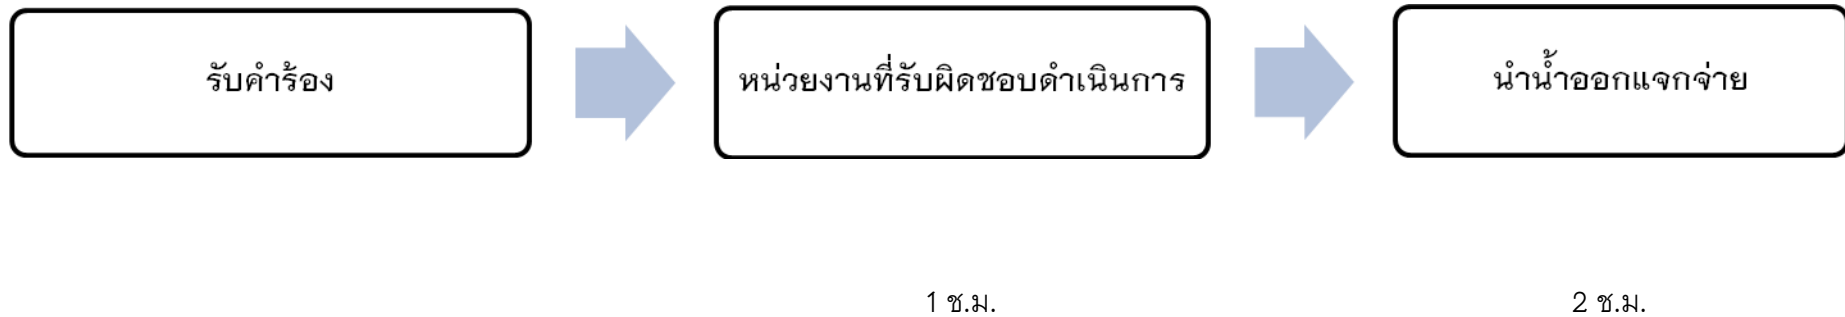 รับคำร้อง
หน่วยงานที่รับผิดชอบดำเนินการ
นำน้ำออกแจกจ่าย
1 ช.ม.
2 ช.ม.